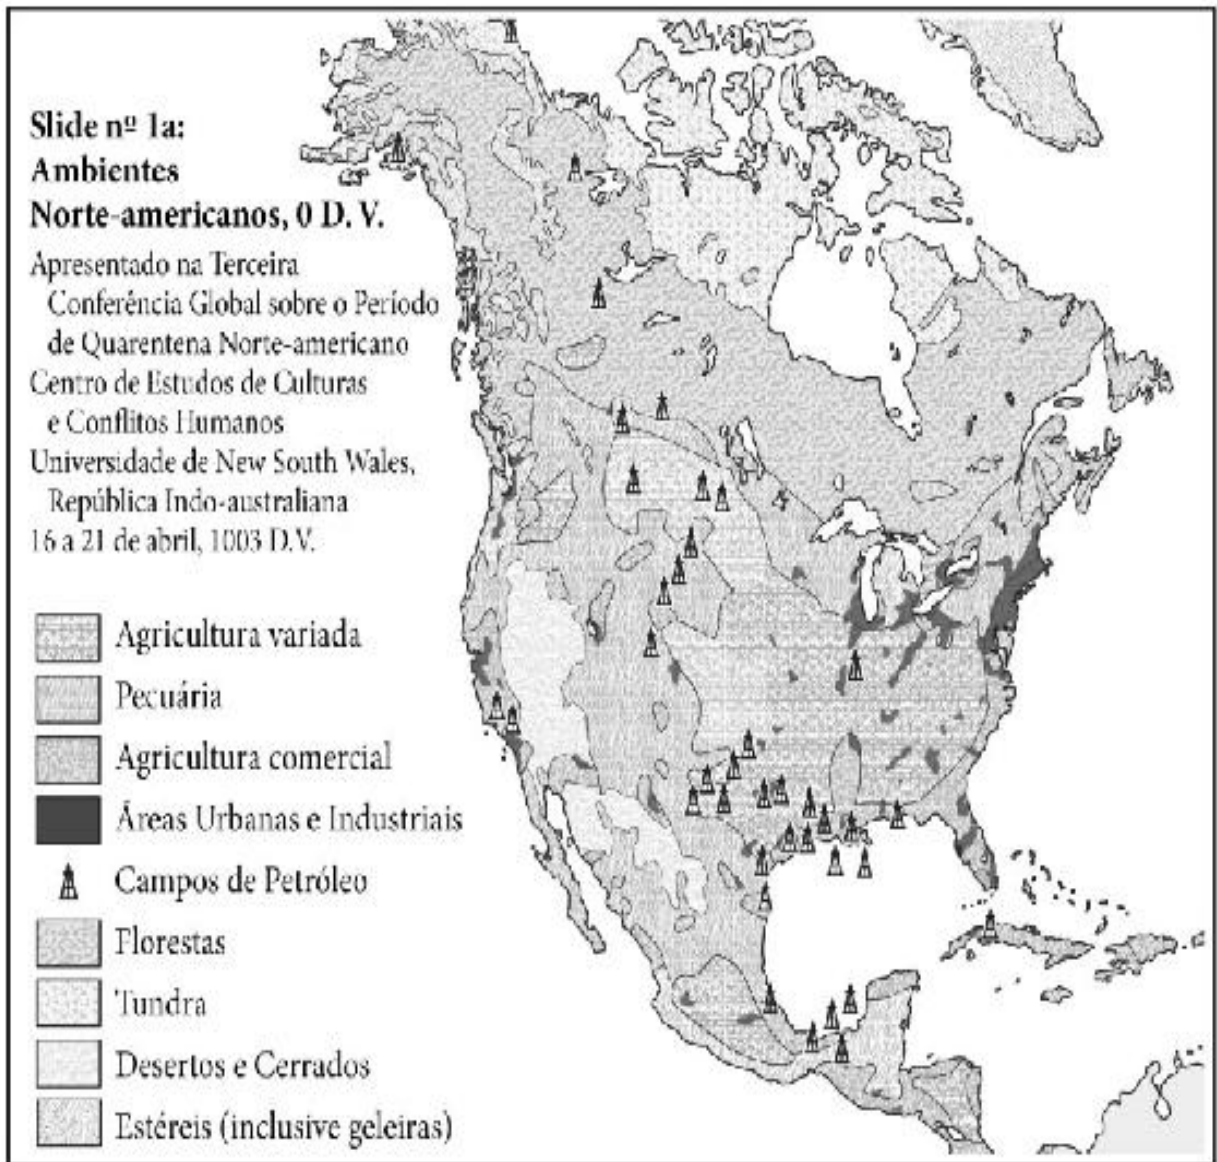 Slide nº 1a:
Ambientes
Norte-americanos, 0 D. V.
Apresentado na Terceira
Conferência Global sobre o Período
de Quarentena Norte-americano
Centro de Estudos de Culturas
e Conflitos Humanos
Universidade de New South Wales,
República Indo-australiana
16 a 21 de abril, 1003 D.V.
Agricultura variada
Pecuária
Agricultura comercial
Áreas Urbanas e Industriais
Campos de Petróleo
Florestas
Tundra
Desertos e Cerrados
Estéreis (inclusive geleiras)